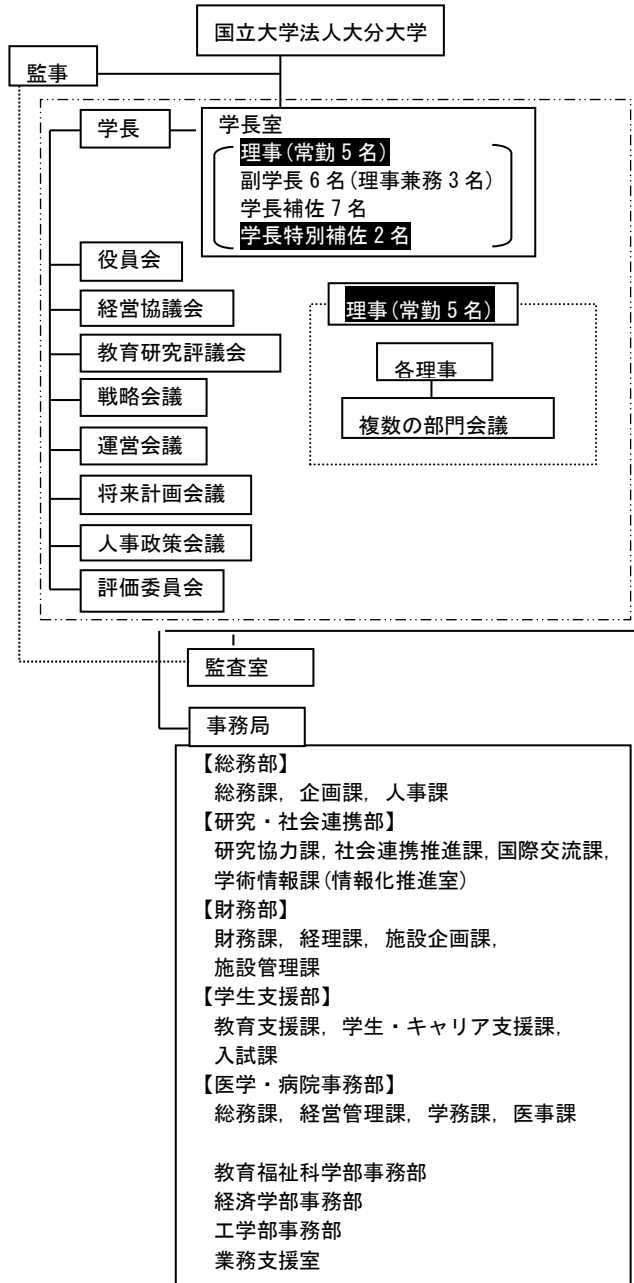 国立大学法人大分大学
監事
学長
学長室
理事(常勤5名)
副学長6名(理事兼務3名)
学長補佐7名
学長特別補佐2名
役員会
経営協議会
教育研究評議会
戦略会議
運営会議
将来計画会議
人事政策会議
評価委員会
理事(常勤5名)
各理事
複数の部門会議
監査室
事務局
【総務部】
総務課，企画課，人事課
【研究・社会連携部】
研究協力課，社会連携推進課，国際交流課，
学術情報課(情報化推進室)
【財務部】
財務課，経理課，施設企画課，
施設管理課
【学生支援部】
教育支援課，学生・キャリア支援課，
入試課
【医学・病院事務部】
総務課，経営管理課，学務課，医事課
教育福祉科学部事務部
経済学部事務部
工学部事務部
業務支援室